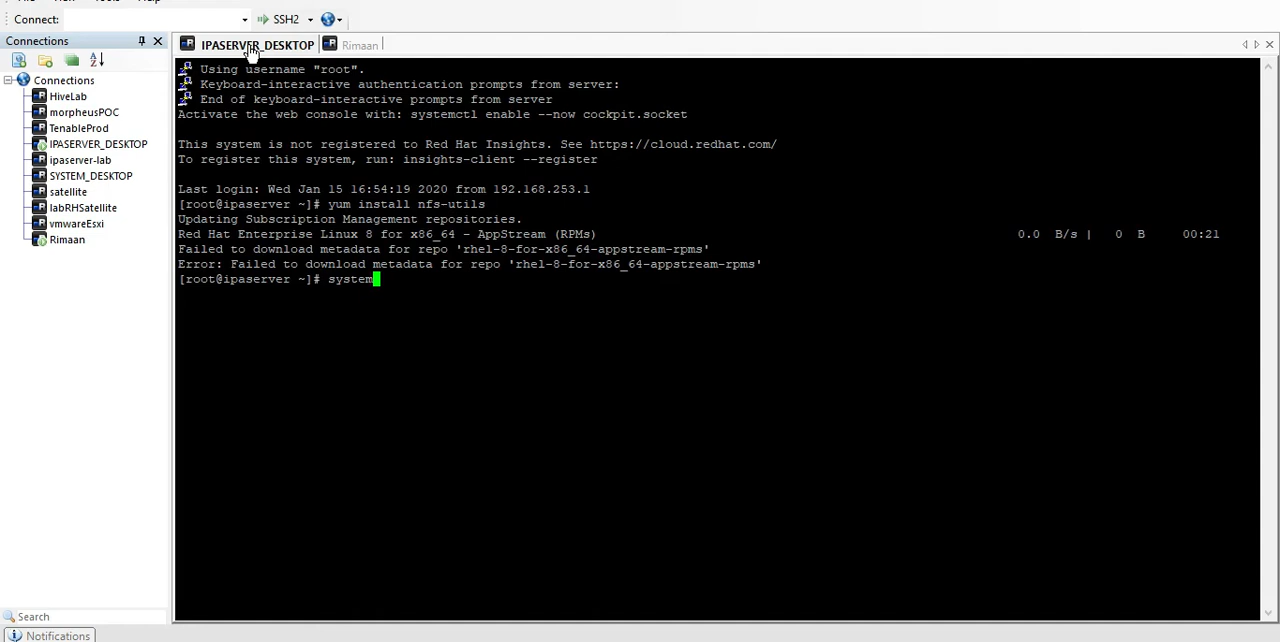 Connect:
SSH2
Connections
IPASERVER_DESKTOP
Rimaan
Connections
HiveLab
morpheusPOC
TenableProd
IPASERVER_DESKTOP
ipaserver-lab
SYSTEM_DESKTOP
satellite
labRHSatellite
vmwareEsxi
Rimaan
Using username "root".
Keyboard-interactive authentication prompts from server:
End of keyboard-interactive prompts from server
Activate the web console with: systemctl enable --now cockpit.socket
This system is not registered to Red Hat Insights. See https://cloud.redhat.com/
To register this system, run: insights-client --register
Last login: Wed Jan 15 16:54:19 2020 from 192.168.253.1
[root@ipaserver ~]# yum install nfs-utils
Updating Subscription Management repositories.
Red Hat Enterprise Linux 8 for x86_64 - AppStream (RPMs) 0.0 B/s | 0 B 00:21
Failed to download metadata for repo 'rhel-8-for-x86_64-appstream-rpms'
Error: Failed to download metadata for repo 'rhel-8-for-x86_64-appstream-rpms'
[root@ipaserver ~]# system
Search
Notifications